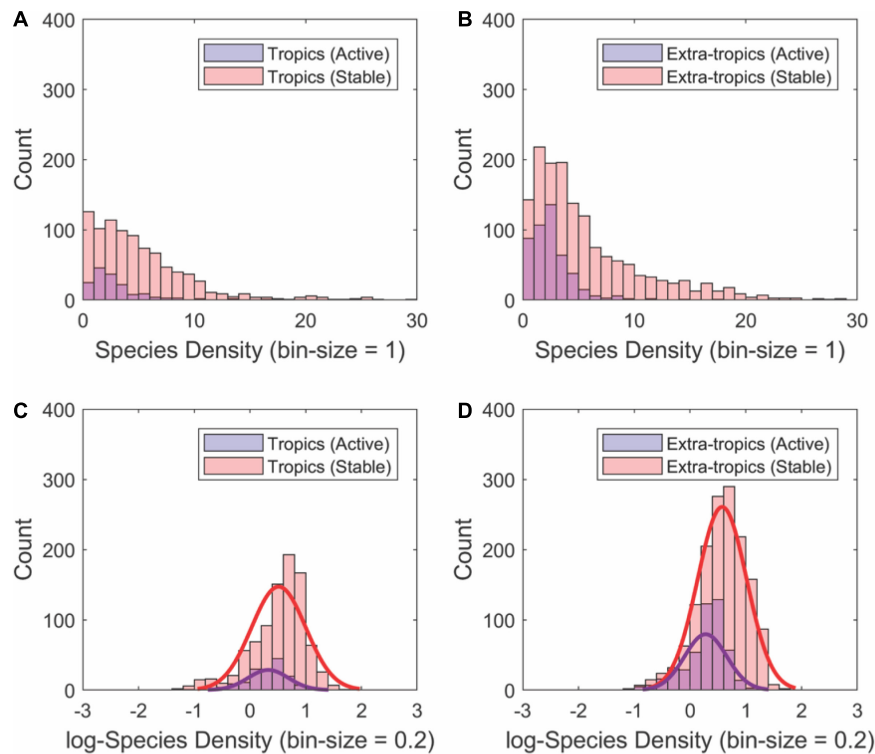 A
400
300
200
100
0
Count
Tropics (Active)
Tropics (Stable)
0 10 20 30
Species Density (bin-size = 1)
B
400
300
200
100
0
Count
Extra-tropics (Active)
Extra-tropics (Stable)
0 10 20 30
Species Density (bin-size = 1)
C
400
300
200
100
0
Count
Tropics (Active)
Tropics (Stable)
-3 -2 -1 0 1 2 3
log-Species Density (bin-size = 0.2)
D
400
300
200
100
0
Count
Extra-tropics (Active)
Extra-tropics (Stable)
-3 -2 -1 0 1 2 3
log-Species Density (bin-size = 0.2)